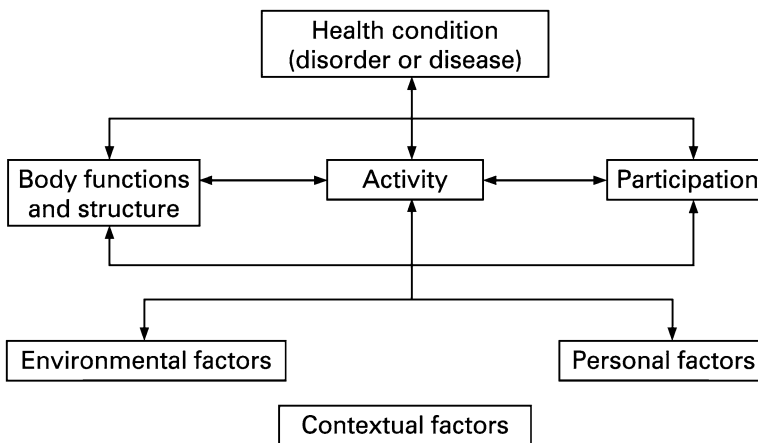 Health condition
(disorder or disease)
Body functions
and structure
Activity
Participation
Environmental factors
Personal factors
Contextual factors